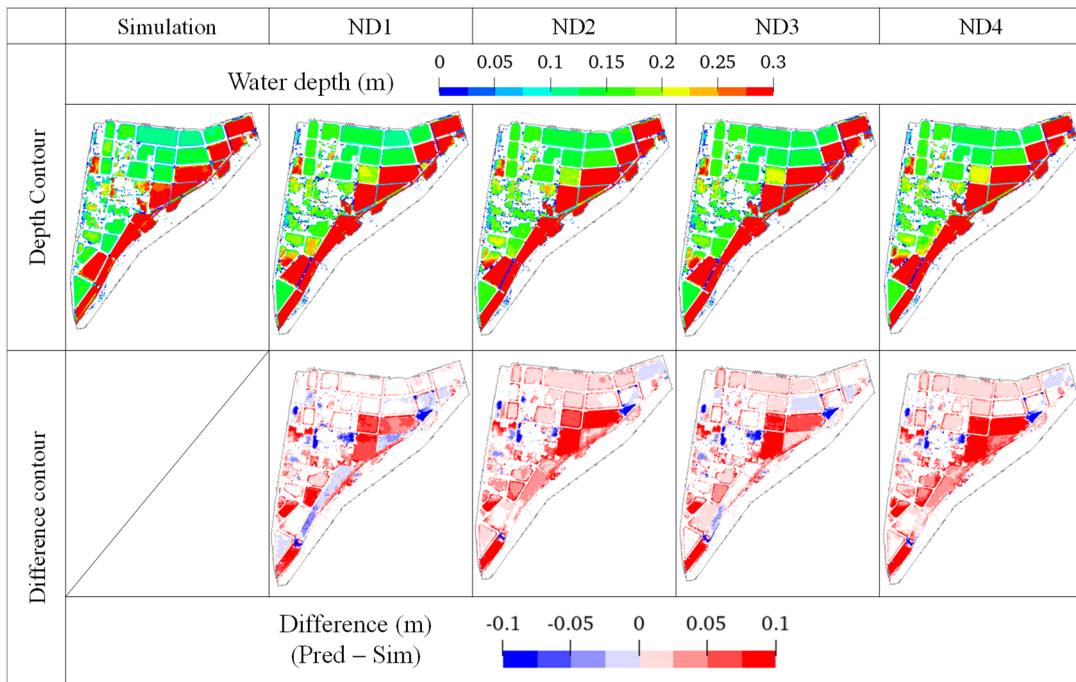 Simulation ND1 ND2 ND3 ND4
Water depth (m) 0 0.05 0.1 0.15 0.2 0.25 0.3
Depth Contour
Difference contour
Difference (m) -0.1 -0.05 0 0.05 0.1
(Pred – Sim)